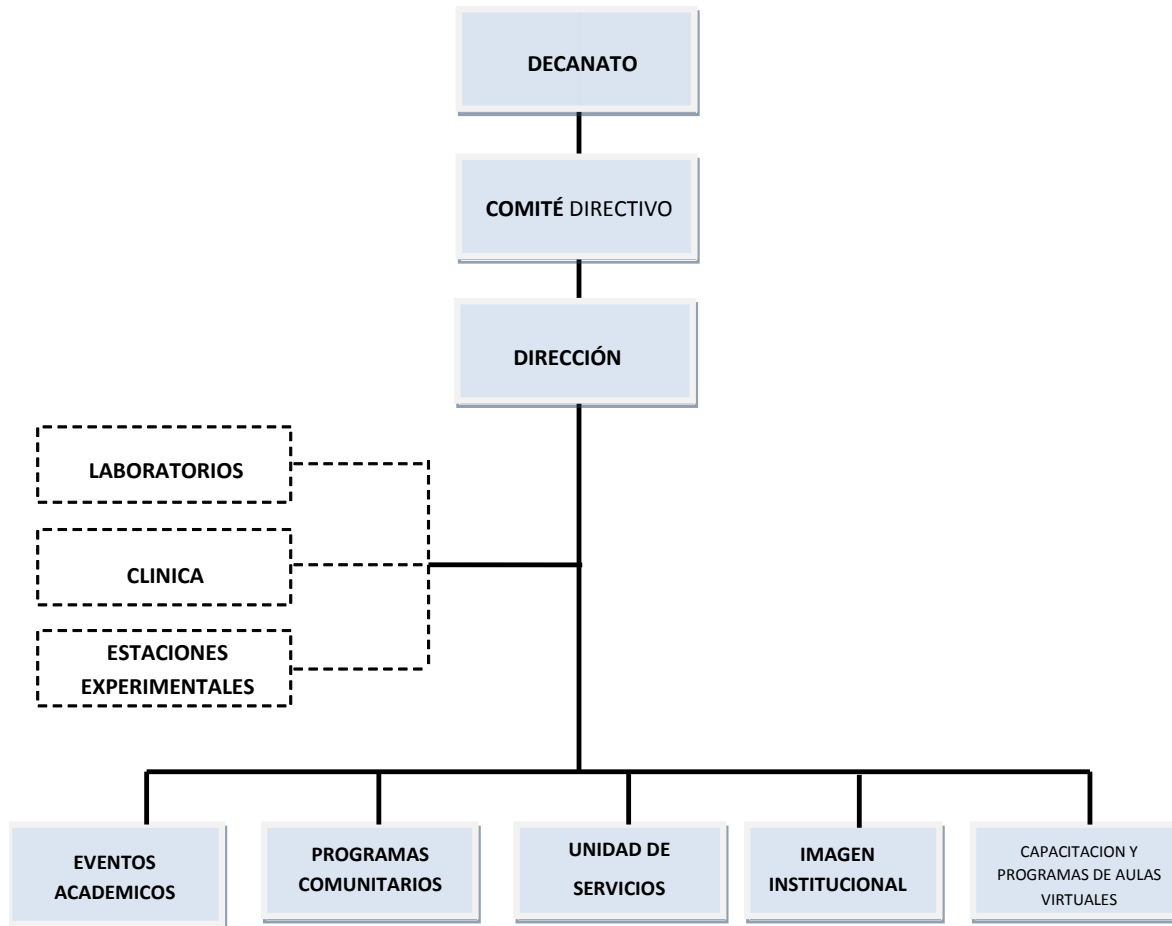 DECANATO
COMITÉ DIRECTIVO
DIRECCIÓN
LABORATORIOS
CLINICA
ESTACIONES
EXPERIMENTALES
EVENTOS
ACADEMICOS
PROGRAMAS
COMUNITARIOS
UNIDAD DE
SERVICIOS
IMAGEN
INSTITUCIONAL
CAPACITACION Y
PROGRAMAS DE AULAS
VIRTUALES